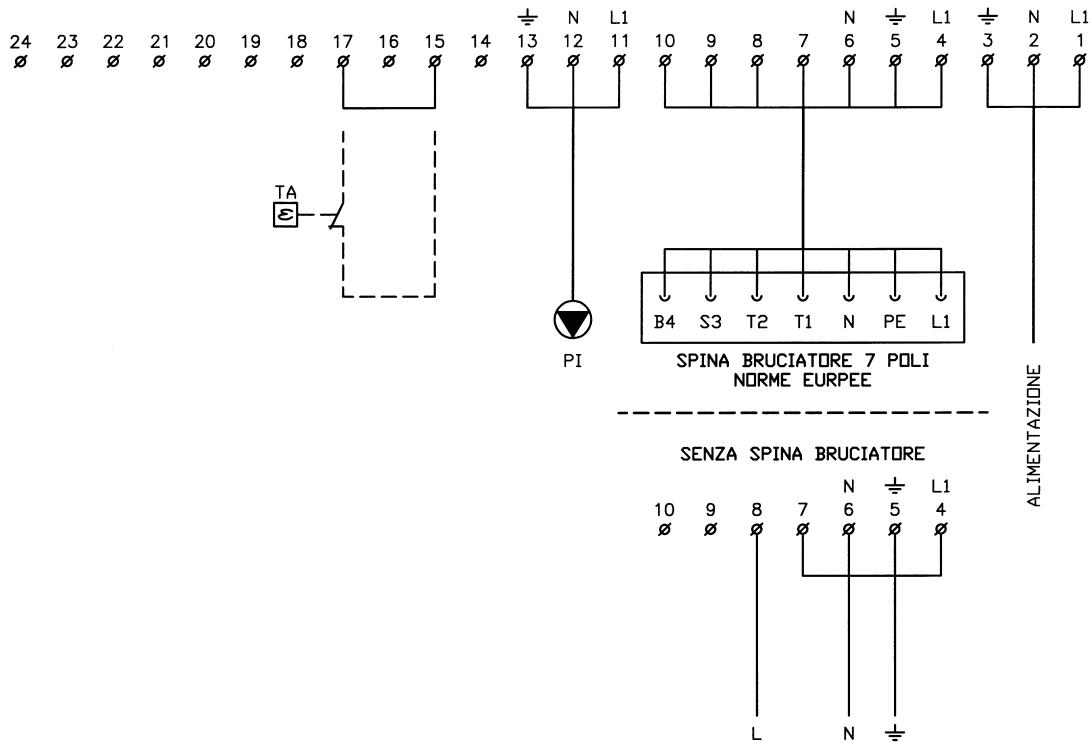 N L1 N L1 N L1
24 23 22 21 20 19 18 17 16 15 14 13 12 11 10 9 8 7 6 5 4 3 2 1
TA
B4 S3 T2 T1 N PE L1
PI
SPINA BRUCIATORE 7 POLI
NORME EURPEE
ALIMENTAZIONE
SENZA SPINA BRUCIATORE
N L1
10 9 8 7 6 5 4
L N